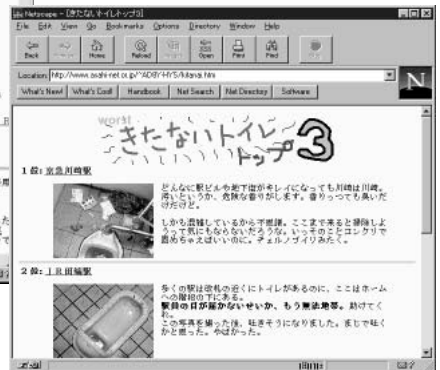 Netscape - [きたないトイレトップ3]
File Edit View Go Bookmarks Options Directory Window Help
Back Home Reload Open Print Find
Location: http://www.asahi-net.or.jp/~AD8Y-HYS/kitanai.htm
What's New! What's Cool! Handbook Net Search Net Directory Software
N
worst
きたないトイレ
トップ3
1 位: 京急川崎駅
どんなに駅ビルや地下街がキレイになっても川崎は川崎。
汚いというか、危険な香りがします。香りっつても臭いだ
けだけど。
しかも混雑しているから不思議。ここまで来ると掃除しよ
うって気にもならないだろうな。いっそのことコンクリで
固めちゃえばいいのに。チェルノブイリみたく。
2 位: ＪＲ田端駅
多くの駅は改札の近くにトイレがあるのに、ここはホーム
への階段の下にある。
駅員の目が届かないせいか、もう無法地帯。助けてく
れ。
この写真を撮った後、吐きそうになりました。まじで吐く
かと思った。やばかった。